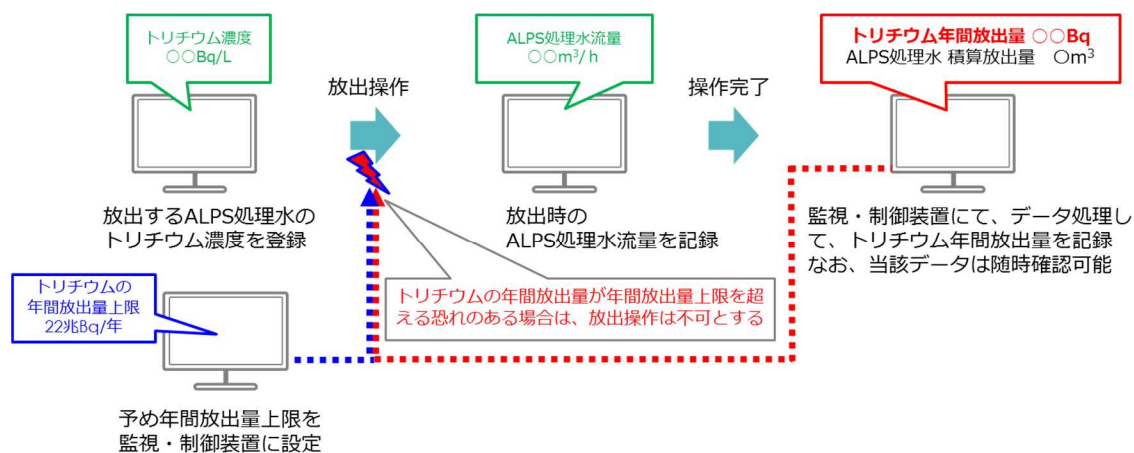 トリチウム濃度
○○Bq/L
放出するALPS処理水の
トリチウム濃度を登録
放出操作
ALPS処理水流量
○○m³/h
放出時の
ALPS処理水流量を記録
操作完了
トリチウム年間放出量 ○○Bq
ALPS処理水 積算放出量 ○m³
監視・制御装置にて、データ処理し
て、トリチウム年間放出量を記録
なお、当該データは随時確認可能
トリチウムの年間放出量が年間放出量上限を超
える恐れのある場合は、放出操作は不可とする
トリチウムの
年間放出量上限
22兆Bq/年
予め年間放出量上限を
監視・制御装置に設定